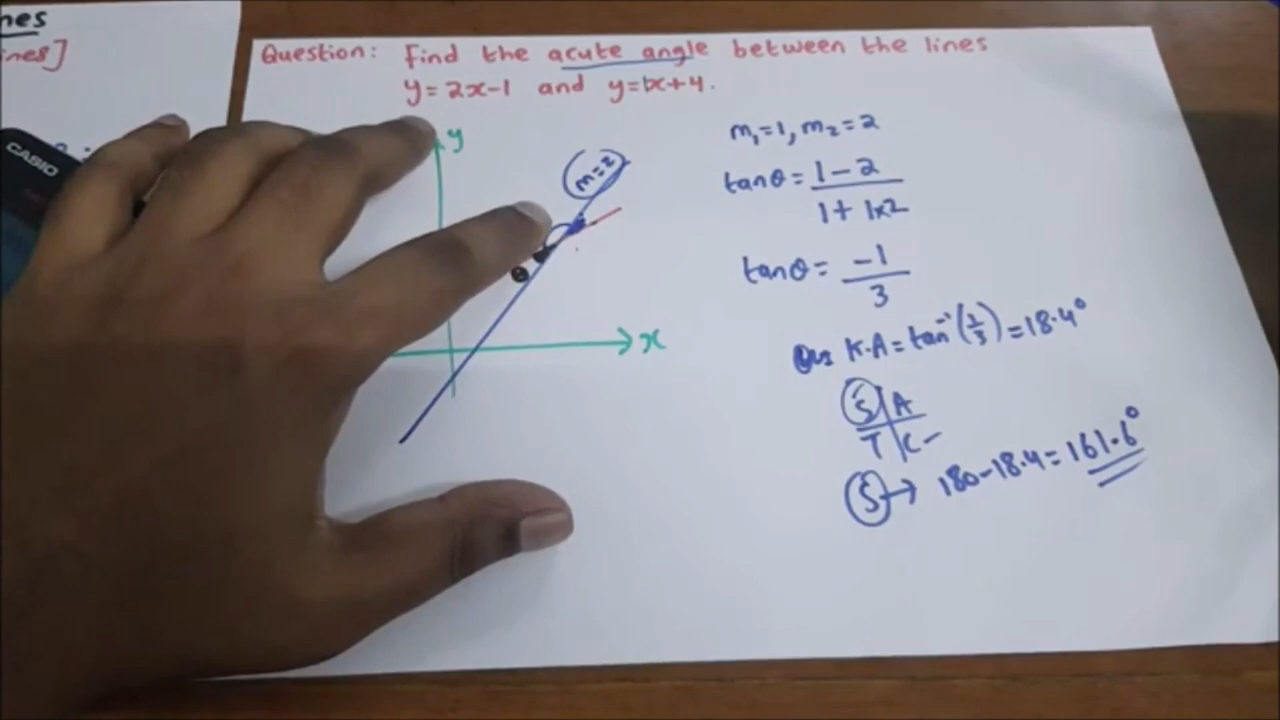 nes
ines]
CASIO
Question: Find the acute angle between the lines
y=2x-1 and y=1x+4.
y
m=2
x
m₁=1, m₂=2
tanθ = 1-2
1+1x2
tanθ = -1
3
K.A = tan⁻¹(1/3) = 18.4°
S A
T C
S → 180-18.4 = 161.6°